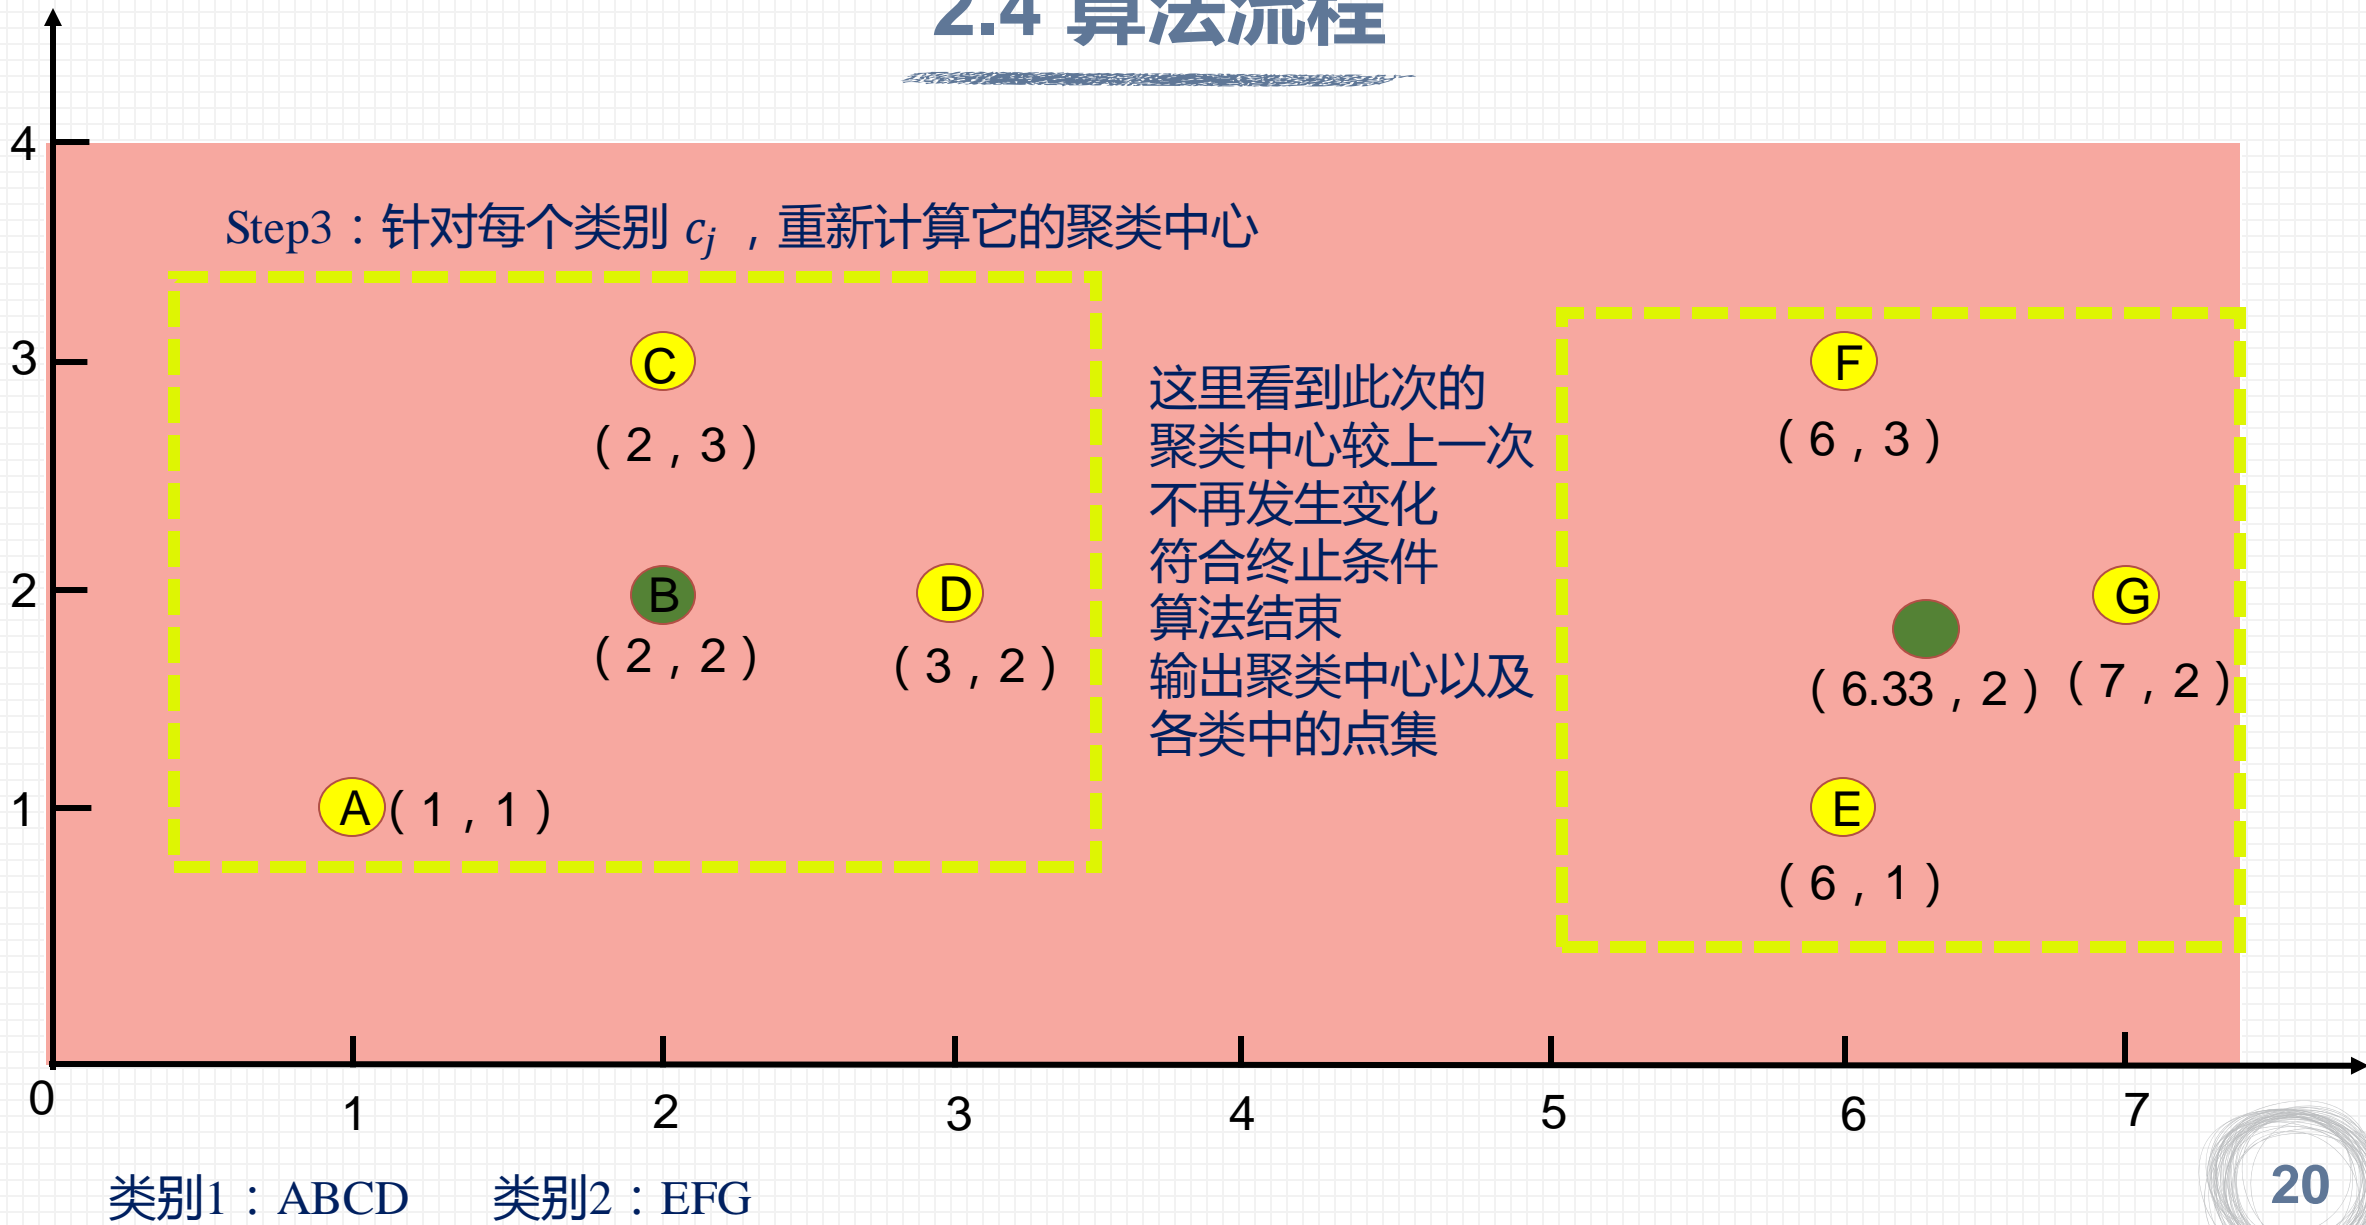 2.4 算法流程
4
Step3：针对每个类别 cj ，重新计算它的聚类中心
3
C
F
（2，3）
（6，3）
这里看到此次的
聚类中心较上一次
不再发生变化
符合终止条件
算法结束
输出聚类中心以及
各类中的点集
2
B
D
G
（2，2）
（3，2）
（6.33，2）
（7，2）
1
A（1，1）
E
（6，1）
0
1 2 3 4 5 6 7
类别1：ABCD 类别2：EFG
20